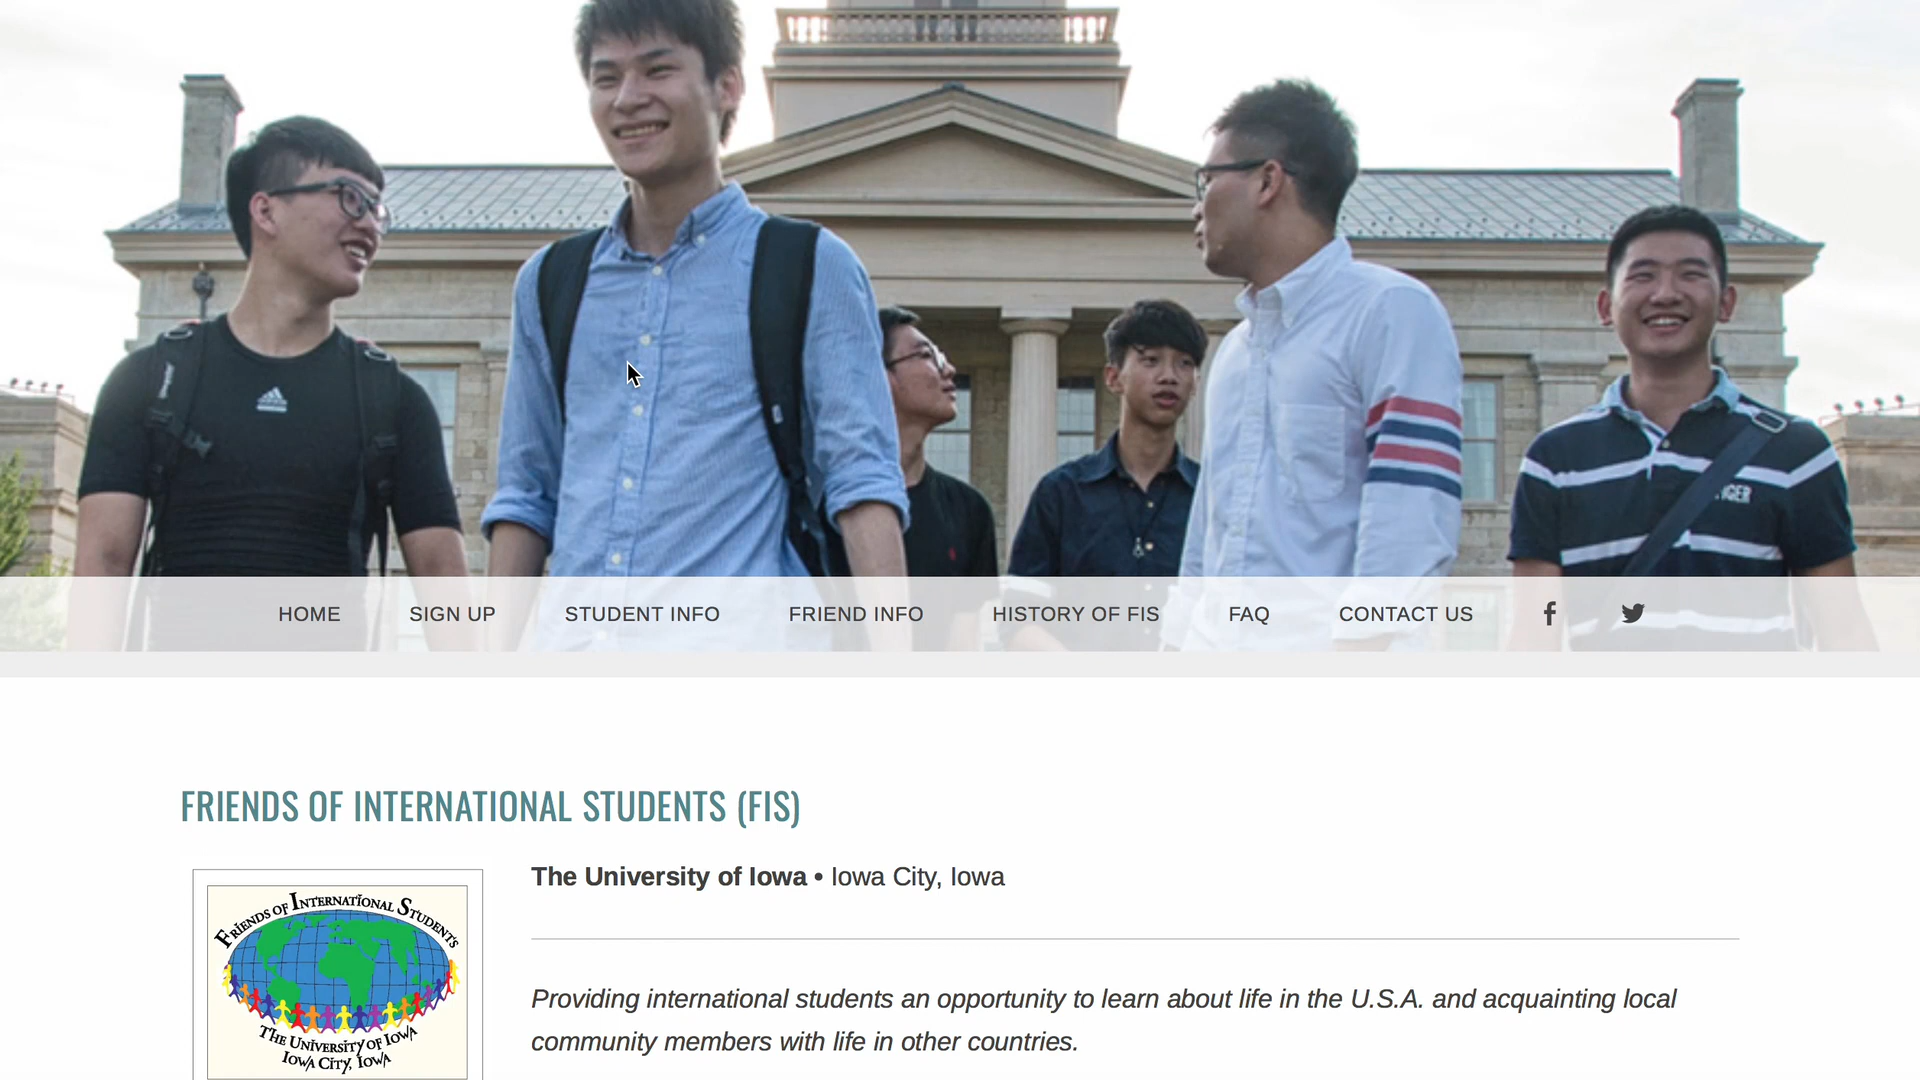 HOME SIGN UP STUDENT INFO FRIEND INFO HISTORY OF FIS FAQ CONTACT US
FRIENDS OF INTERNATIONAL STUDENTS (FIS)
The University of Iowa • Iowa City, Iowa
Providing international students an opportunity to learn about life in the U.S.A. and acquainting local
community members with life in other countries.
FRIENDS OF INTERNATIONAL STUDENTS
THE UNIVERSITY OF IOWA
IOWA CITY, IOWA